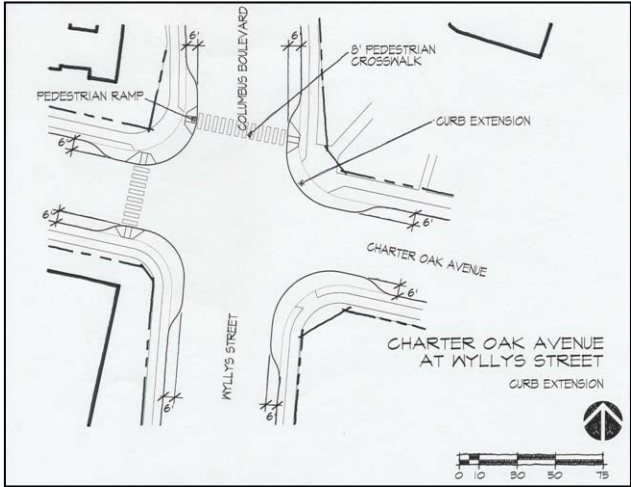 6'
6'
COLUMBUS BOULEVARD
8' PEDESTRIAN
CROSSWALK
PEDESTRIAN RAMP
CURB EXTENSION
6'
6'
6'
CHARTER OAK AVENUE
6'
WYLLYS STREET
6'
6'
CHARTER OAK AVENUE
AT WYLLYS STREET
CURB EXTENSION
0 10 30 50 75